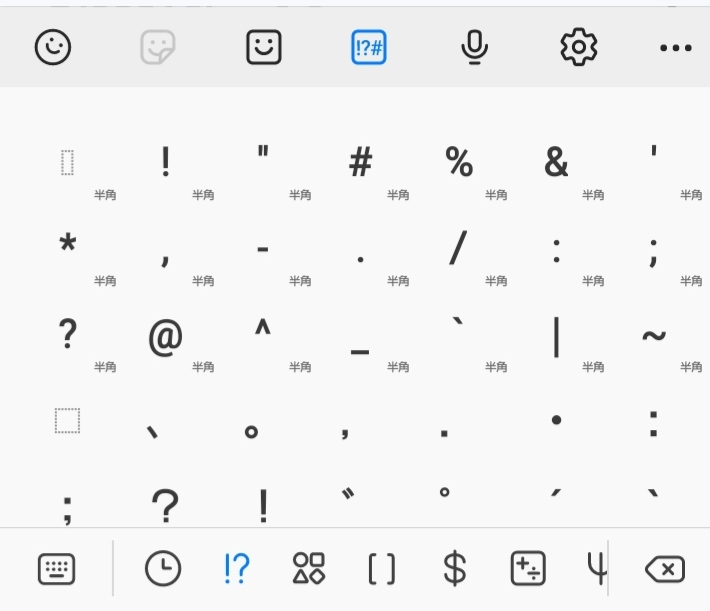 !?#
! " # % & '
半角 半角 半角 半角 半角 半角 半角
* , - . / : ;
半角 半角 半角 半角 半角 半角 半角
? @ ^ _ ` | ~
半角 半角 半角 半角 半角 半角 半角
、 。 ， ． ・ ：
； ？ ！ 〃 ゜ ´ ｀
!? [ ] $